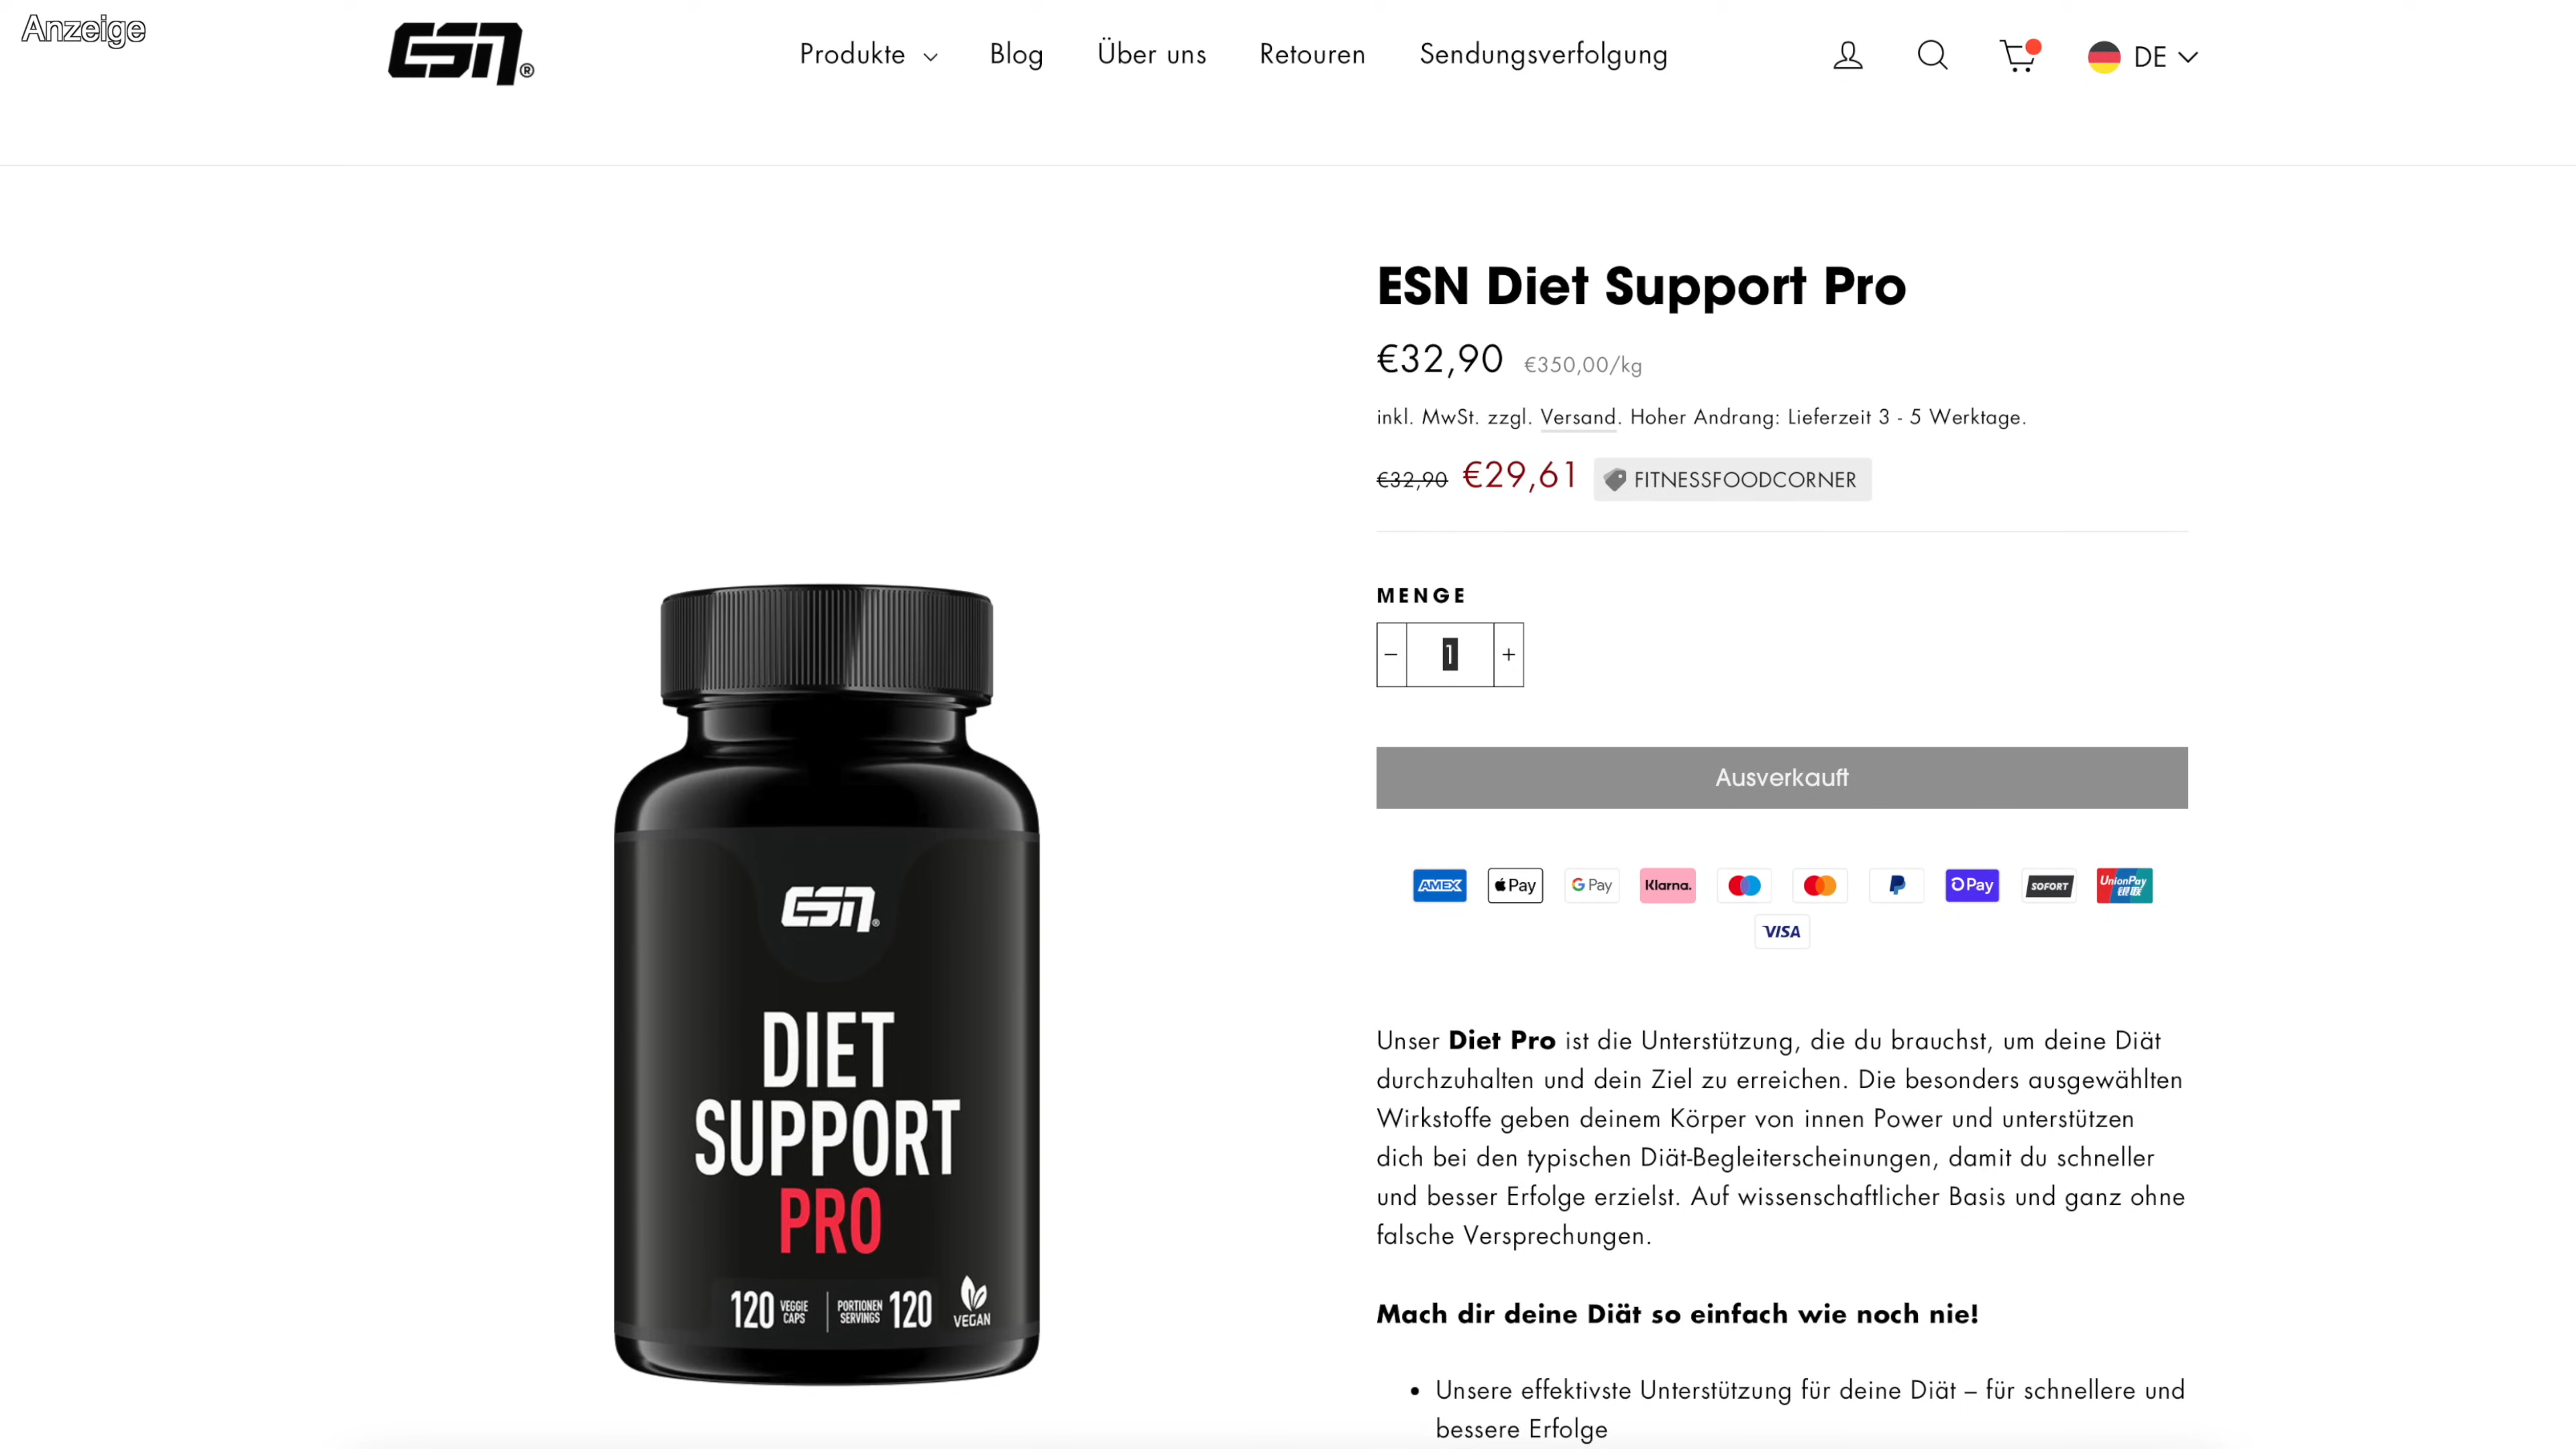 Anzeige
ESN®
Produkte
Blog
Über uns
Retouren
Sendungsverfolgung
DE
ESN Diet Support Pro
€32,90 €350,00/kg
inkl. MwSt. zzgl. Versand. Hoher Andrang: Lieferzeit 3 - 5 Werktage.
€32,90 €29,61 FITNESSFOODCORNER
MENGE
− 1 +
Ausverkauft
AMEX Pay G Pay Klarna. Pay SOFORT UnionPay 银联
VISA
Unser Diet Pro ist die Unterstützung, die du brauchst, um deine Diät
durchzuhalten und dein Ziel zu erreichen. Die besonders ausgewählten
Wirkstoffe geben deinem Körper von innen Power und unterstützen
dich bei den typischen Diät-Begleiterscheinungen, damit du schneller
und besser Erfolge erzielst. Auf wissenschaftlicher Basis und ganz ohne
falsche Versprechungen.
Mach dir deine Diät so einfach wie noch nie!
• Unsere effektivste Unterstützung für deine Diät – für schnellere und
bessere Erfolge
ESN®
DIET
SUPPORT
PRO
120 VEGGIE CAPS
PORTIONEN SERVINGS 120
VEGAN